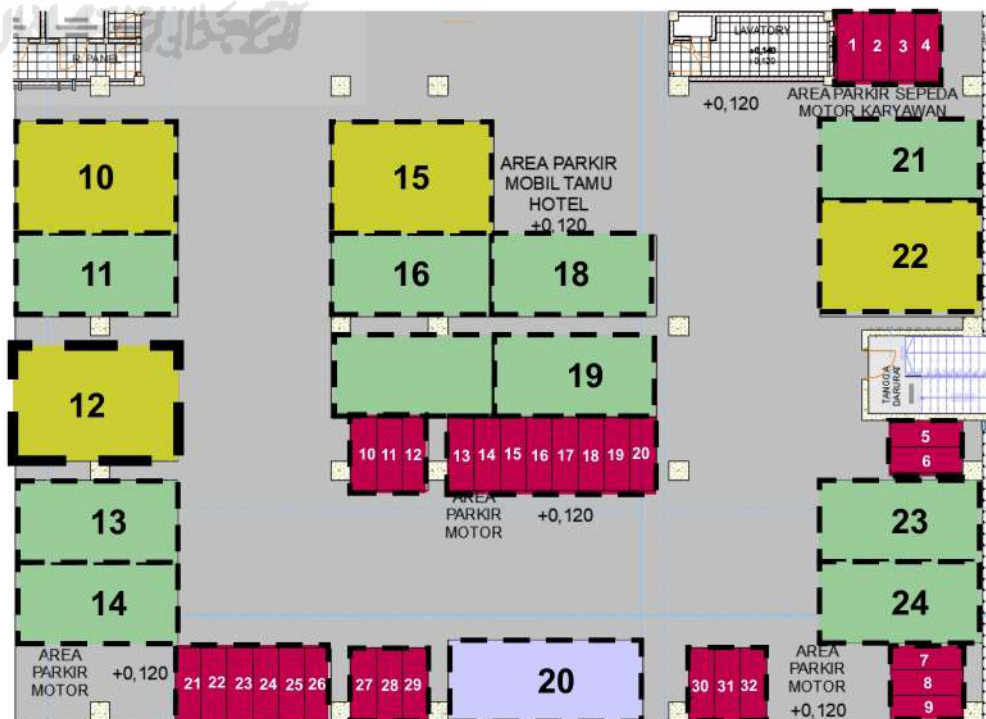 R. PANEL
LAVATORY
+0,120
1 2 3 4
+0,120
AREA PARKIR SEPEDA
MOTOR KARYAWAN
10
15
AREA PARKIR
MOBIL TAMU
HOTEL
+0,120
21
11
16
18
22
12
19
TANGGA
DARURAT
10 11 12
13 14 15 16 17 18 19 20
5
6
AREA
PARKIR
MOTOR
+0,120
13
23
14
24
AREA
PARKIR
MOTOR
+0,120
21 22 23 24 25 26
27 28 29
20
30 31 32
AREA
PARKIR
MOTOR
+0,120
7
8
9